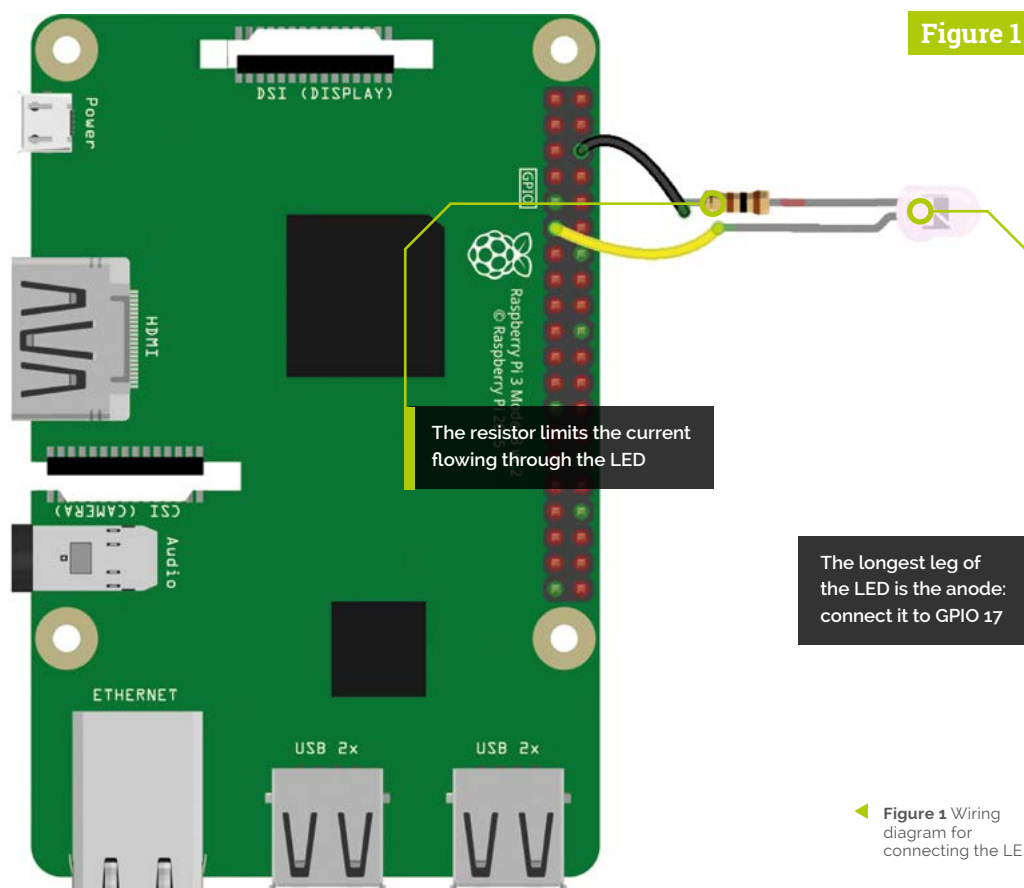 Figure 1
DSI (DISPLAY)
Power
GPIO
HDMI
Raspberry Pi 3 Mod
© Raspberry P
The resistor limits the current
flowing through the LED
CSI (CAMERA)
Audio
The longest leg of
the LED is the anode:
connect it to GPIO 17
ETHERNET
USB 2x
USB 2x
Figure 1 Wiring
diagram for
connecting the LE